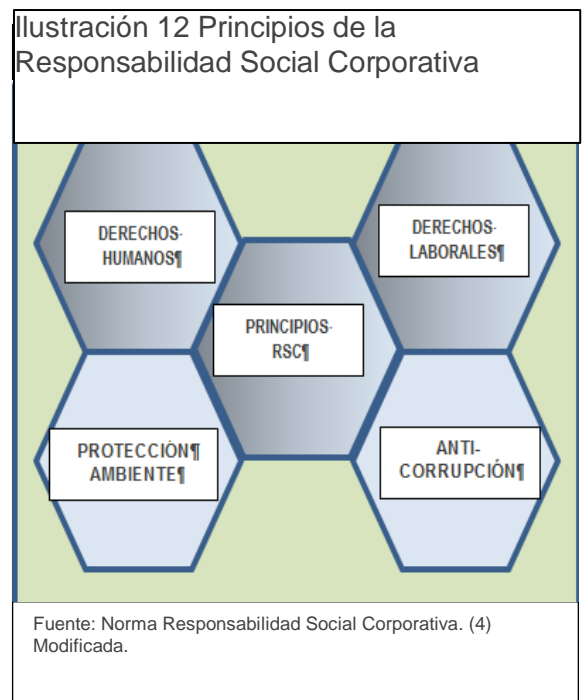 Ilustración 12 Principios de la
Responsabilidad Social Corporativa
DERECHOS·
HUMANOS¶
DERECHOS·
LABORALES¶
PRINCIPIOS·
RSC¶
PROTECCIÓN¶
AMBIENTE¶
ANTI-
CORRUPCIÓN¶
Fuente: Norma Responsabilidad Social Corporativa. (4)
Modificada.